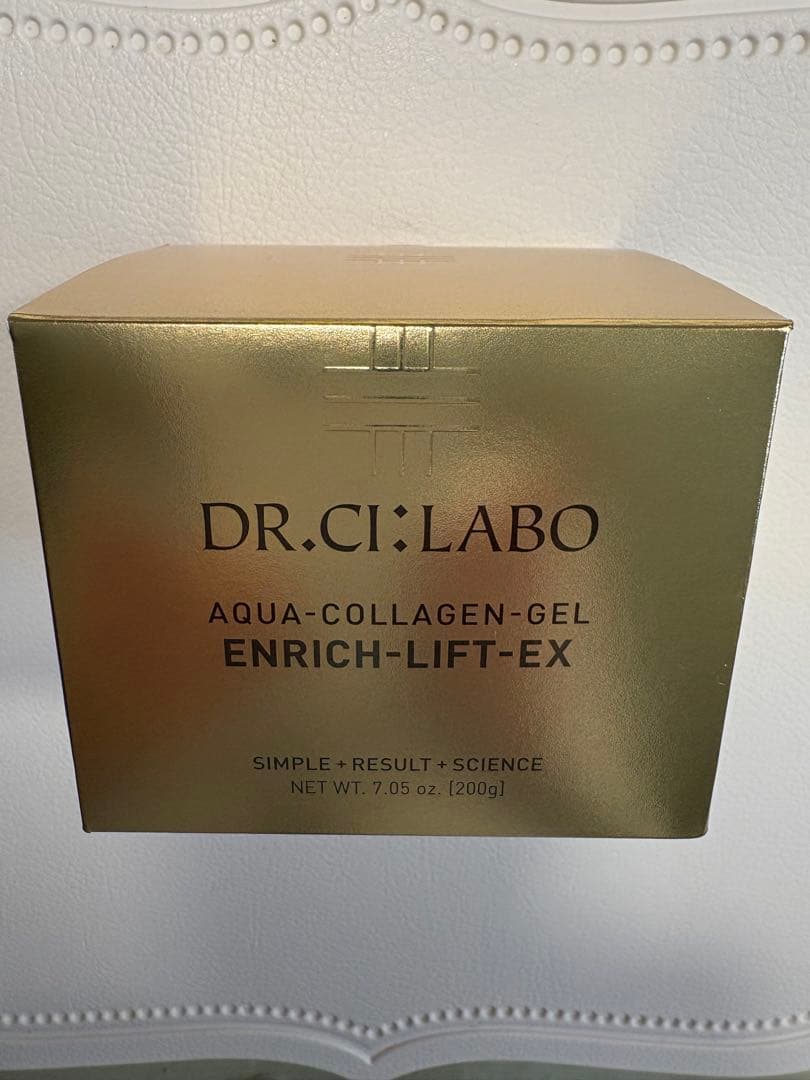 DR.CI:LABO
AQUA-COLLAGEN-GEL
ENRICH-LIFT-EX
SIMPLE+RESULT+SCIENCE
NET WT. 7.05 oz. [200g]